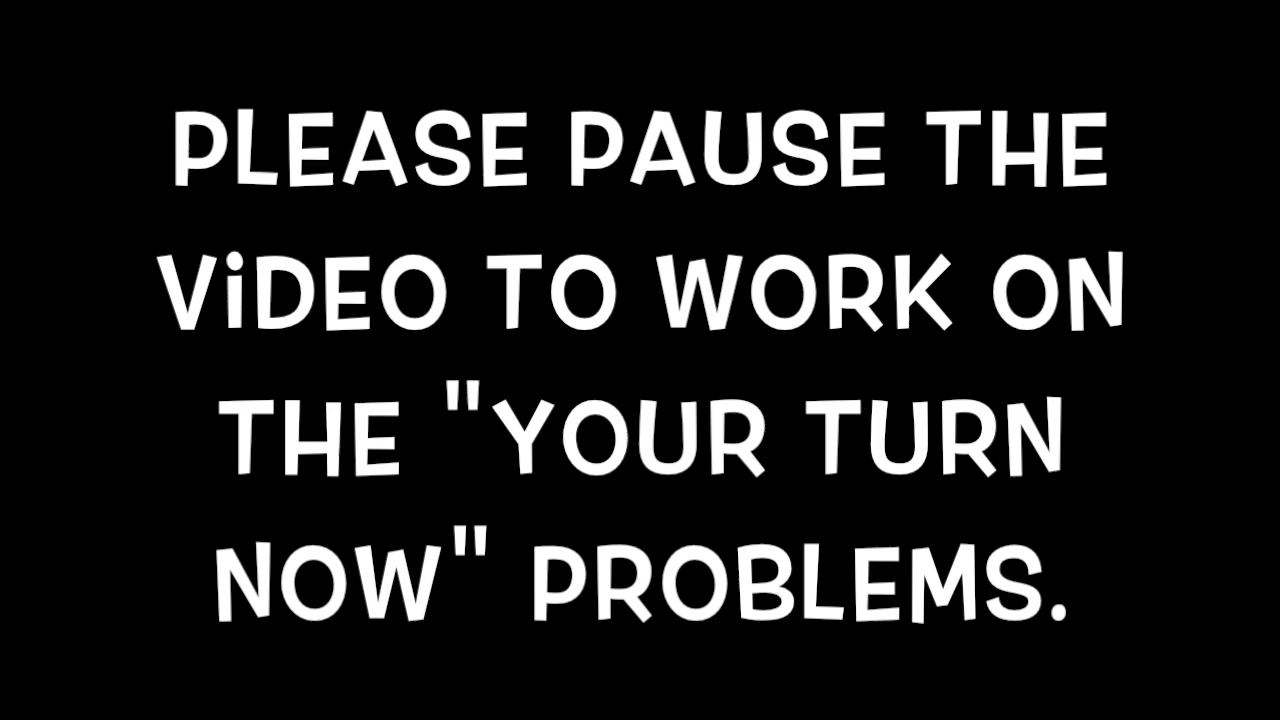 PLEASE PAUSE THE
ViDEO TO WORK ON
THE "YOUR TURN
NOW" PROBLEMS.